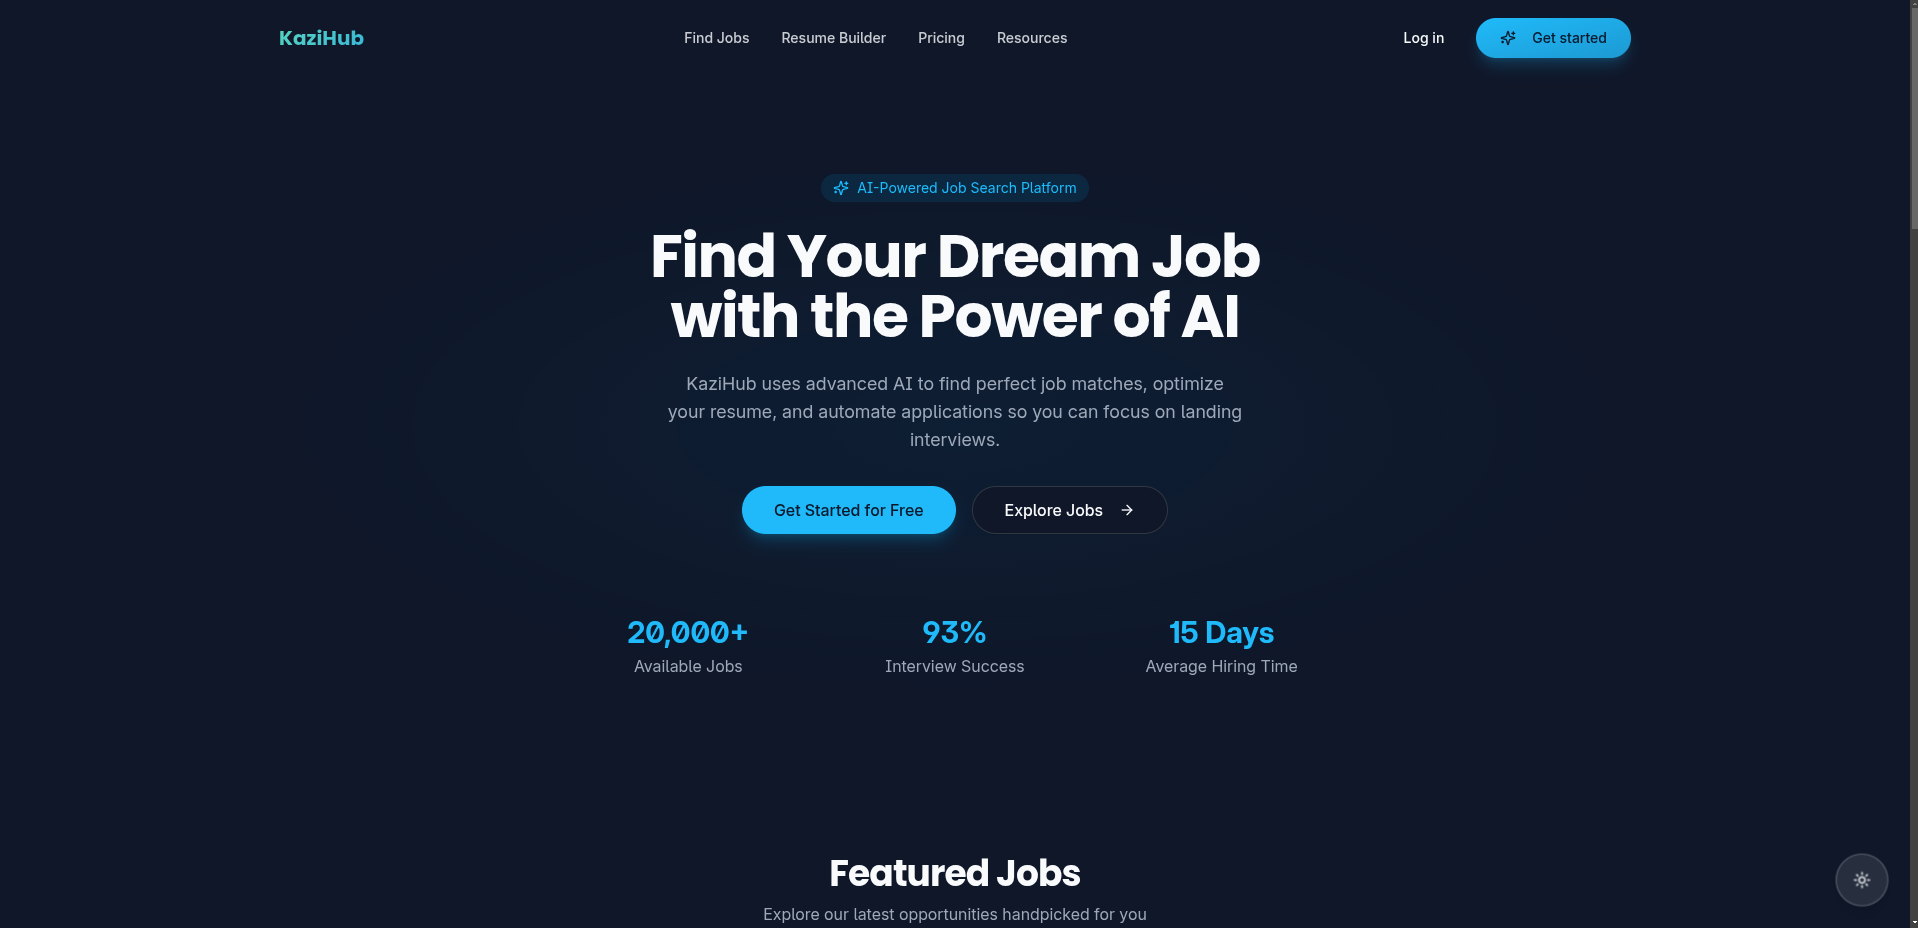 KaziHub
Find Jobs
Resume Builder
Pricing
Resources
Log in
Get started
AI-Powered Job Search Platform
Find Your Dream Job
with the Power of AI
KaziHub uses advanced AI to find perfect job matches, optimize
your resume, and automate applications so you can focus on landing
interviews.
Get Started for Free
Explore Jobs
20,000+
Available Jobs
93%
Interview Success
15 Days
Average Hiring Time
Featured Jobs
Explore our latest opportunities handpicked for you